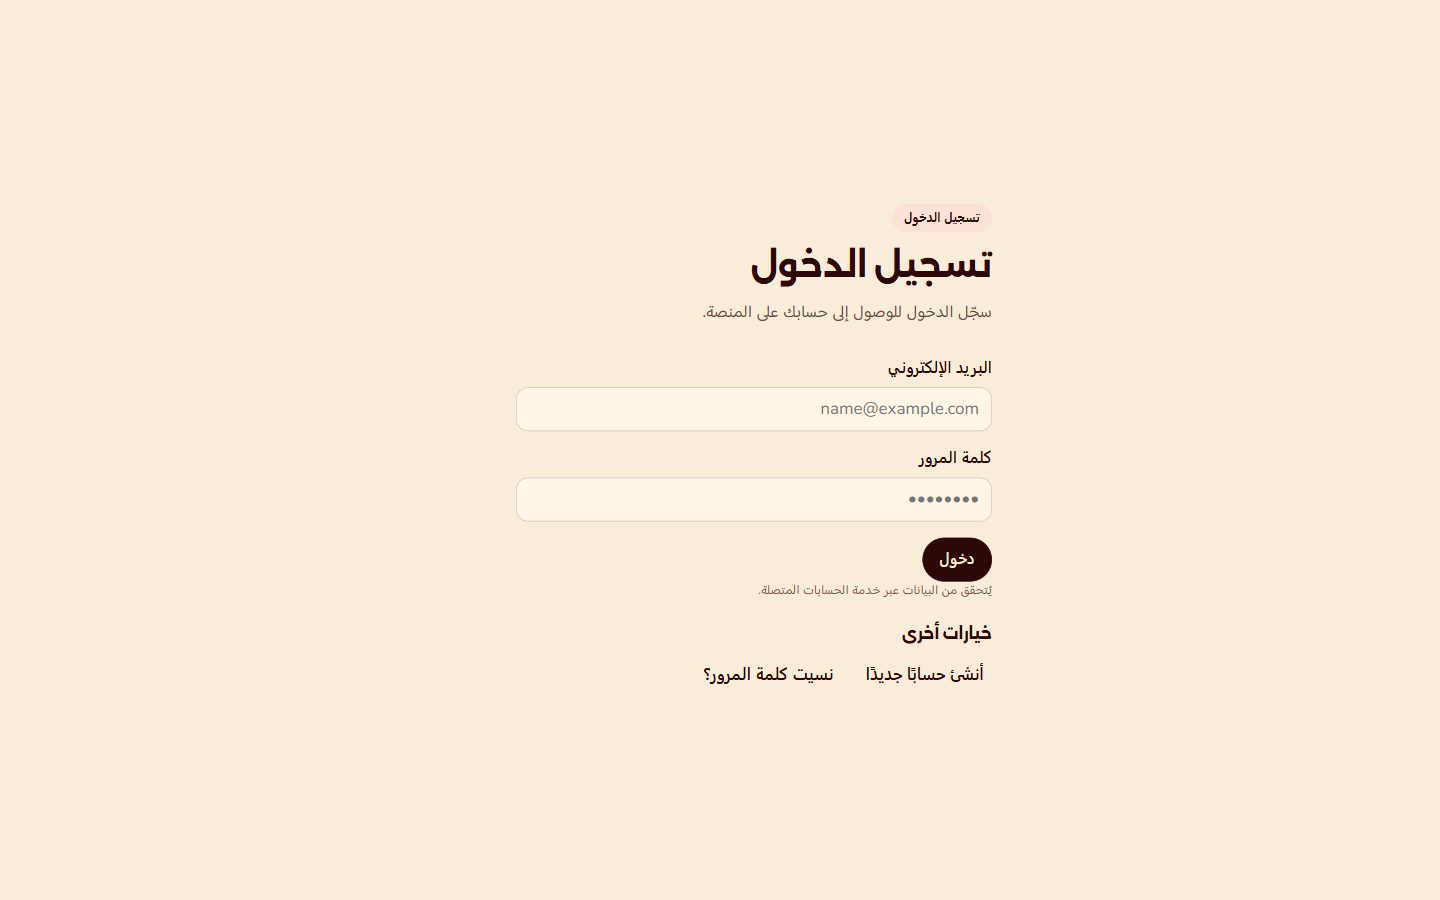 تسجيل الدخول
تسجيل الدخول
سجّل الدخول للوصول إلى حسابك على المنصة.
البريد الإلكتروني
name@example.com
كلمة المرور
••••••••
دخول
يُتحقق من البيانات عبر خدمة الحسابات المتصلة.
خيارات أخرى
أنشئ حسابًا جديدًا نسيت كلمة المرور؟